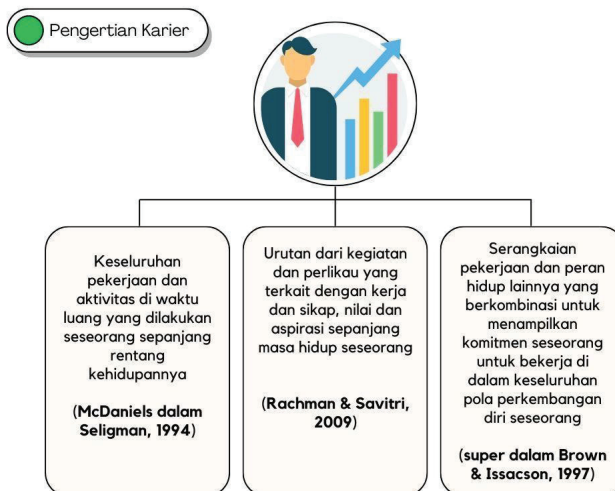 Pengertian Karier
Keseluruhan
pekerjaan dan
aktivitas di waktu
luang yang dilakukan
seseorang sepanjang
rentang
kehidupannya
(McDaniels dalam
Seligman, 1994)
Urutan dari kegiatan
dan perlikau yang
terkait dengan kerja
dan sikap, nilai dan
aspirasi sepanjang
masa hidup seseorang
(Rachman & Savitri,
2009)
Serangkaian
pekerjaan dan peran
hidup lainnya yang
berkombinasi untuk
menampilkan
komitmen seseorang
untuk bekerja di
dalam keseluruhan
pola perkembangan
diri seseorang
(super dalam Brown
& Issacson, 1997)